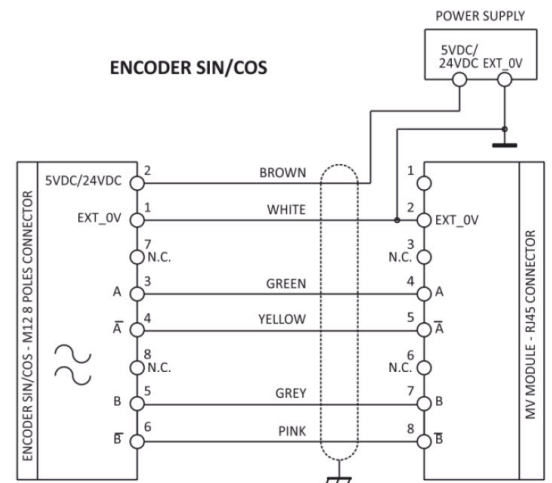 POWER SUPPLY
5VDC/
24VDC EXT_0V
ENCODER SIN/COS
ENCODER SIN/COS - M12 8 POLES CONNECTOR
5VDC/24VDC
2
BROWN
1
EXT_0V
1
WHITE
2
EXT_0V
7
N.C.
3
N.C.
A
3
GREEN
4
A
A̅
4
YELLOW
5
A̅
8
N.C.
6
N.C.
B
5
GREY
7
B
B̅
6
PINK
8
B̅
MV MODULE - RJ45 CONNECTOR